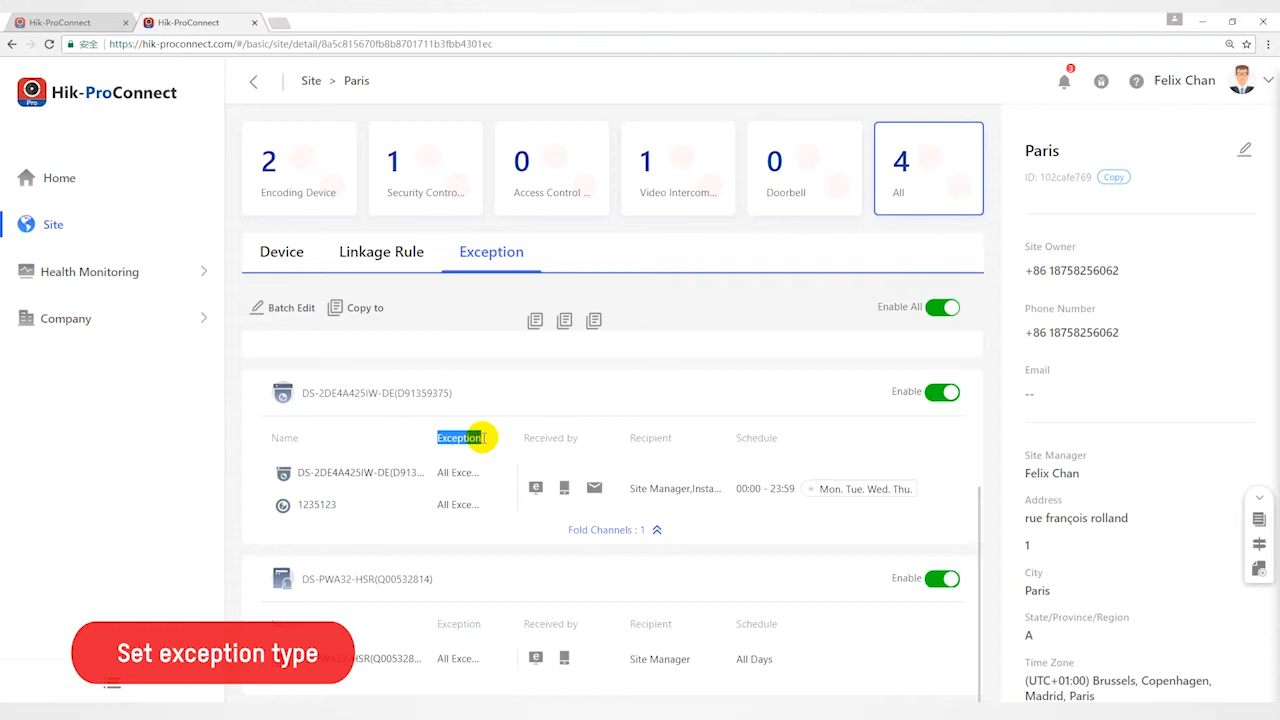 Hik-ProConnect
Hik-ProConnect
安全
https://hik-proconnect.com/#/basic/site/detail/8a5c815670fb8b8701711b3fbb4301ec
Hik-ProConnect
Pro
Site > Paris
9
Felix Chan
Home
Site
Health Monitoring
Company
2
Encoding Device
1
Security Contro...
0
Access Control ...
1
Video Intercom...
0
Doorbell
4
All
Device
Linkage Rule
Exception
Batch Edit
Copy to
Enable All
DS-2DE4A425IW-DE(D91359375)
Enable
Name
Exception
Received by
Recipient
Schedule
DS-2DE4A425IW-DE(D913...
All Exce...
Site Manager,Insta...
00:00 - 23:59
Mon. Tue. Wed. Thu.
1235123
All Exce...
Fold Channels : 1
DS-PWA32-HSR(Q00532814)
Enable
Exception
Received by
Recipient
Schedule
WA32-HSR(Q005328...
All Exce...
Site Manager
All Days
Set exception type
Paris
ID: 102cafe769
Copy
Site Owner
+86 18758256062
Phone Number
+86 18758256062
Email
--
Site Manager
Felix Chan
Address
rue françois rolland
1
City
Paris
State/Province/Region
A
Time Zone
(UTC+01:00) Brussels, Copenhagen,
Madrid, Paris